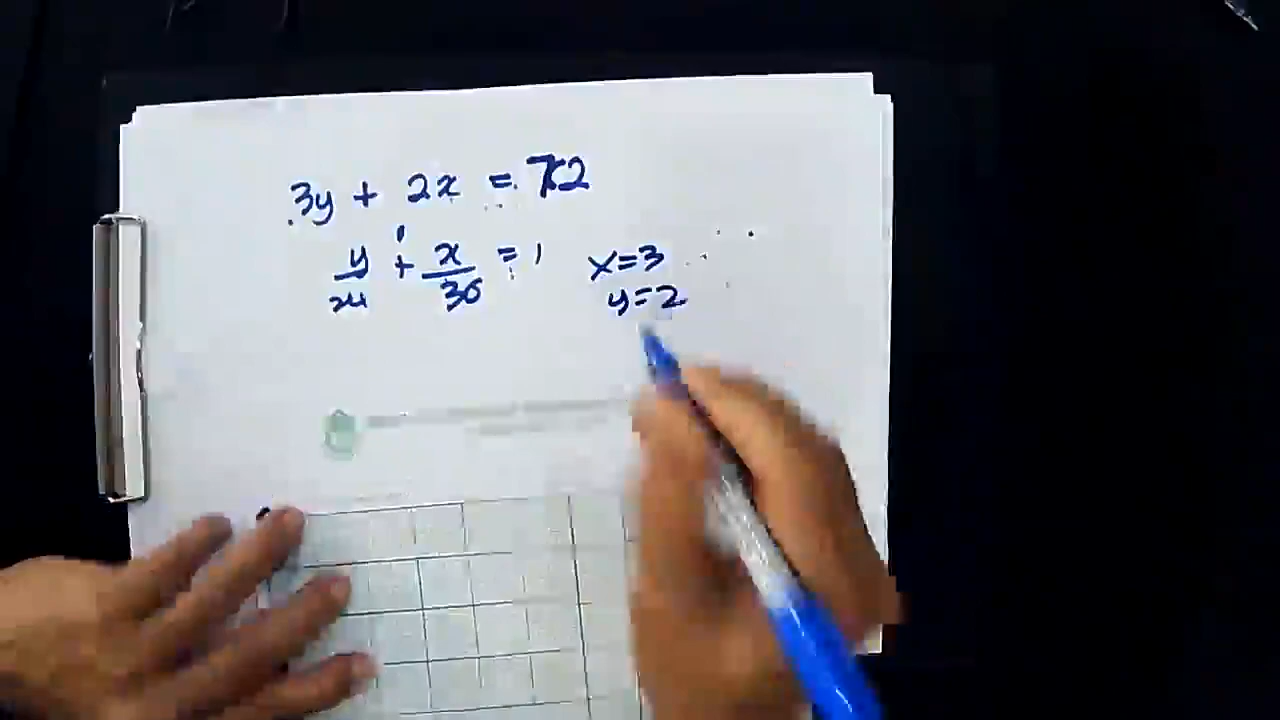 3y + 2x = 72
y/24 + x/36 = 1
x=3
y=2